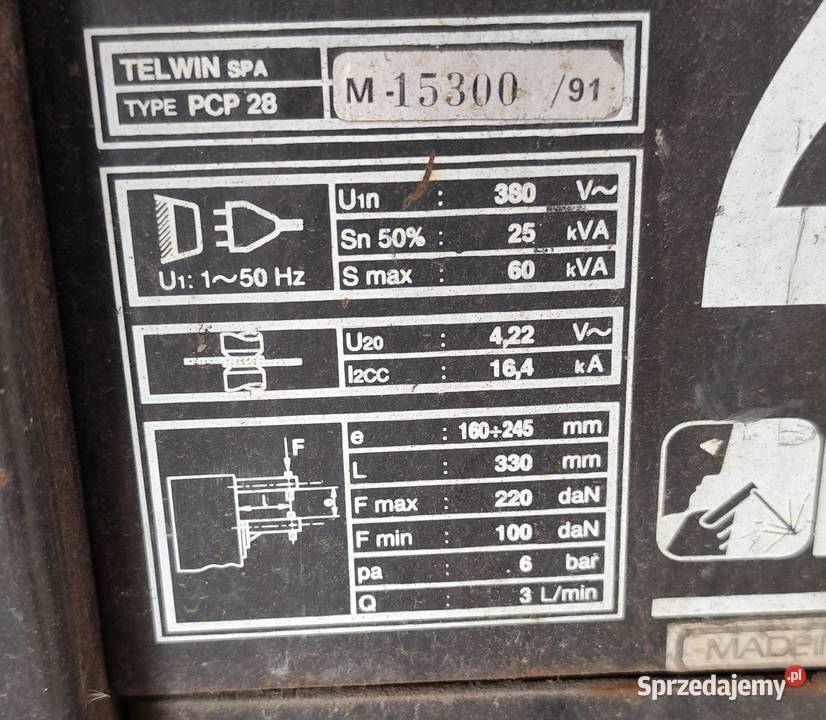 TELWIN SPA
TYPE PCP 28
M-15300 /91
U1: 1~50 Hz
U1n : 380 V~
Sn 50% : 25 kVA
S max : 60 kVA
U20 : 4,22 V~
I2CC : 16,4 kA
F
L
e
e : 160÷245 mm
L : 330 mm
F max : 220 daN
F min : 100 daN
pa : 6 bar
Q : 3 L/min
MADE IN
Sprzedajemy.pl